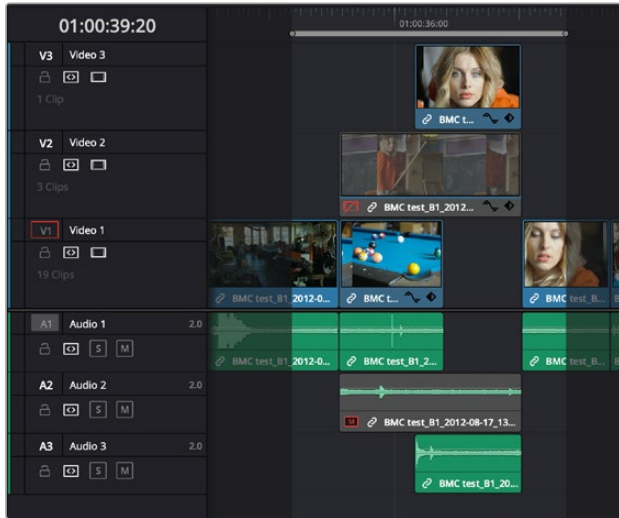 01:00:39:20
01:00:36:00
V3 Video 3
1 Clip
BMC t...
V2 Video 2
3 Clips
BMC test_B1_2012...
V1 Video 1
19 Clips
BMC test_B1_2012-0... BMC t... BMC test_B...
A1 Audio 1 2.0
S M
BMC test_B1_2012-0... BMC test_B1_2... BMC test_B...
A2 Audio 2 2.0
S M
M BMC test_B1_2012-08-17_13...
A3 Audio 3 2.0
S M
BMC test_B1_20...